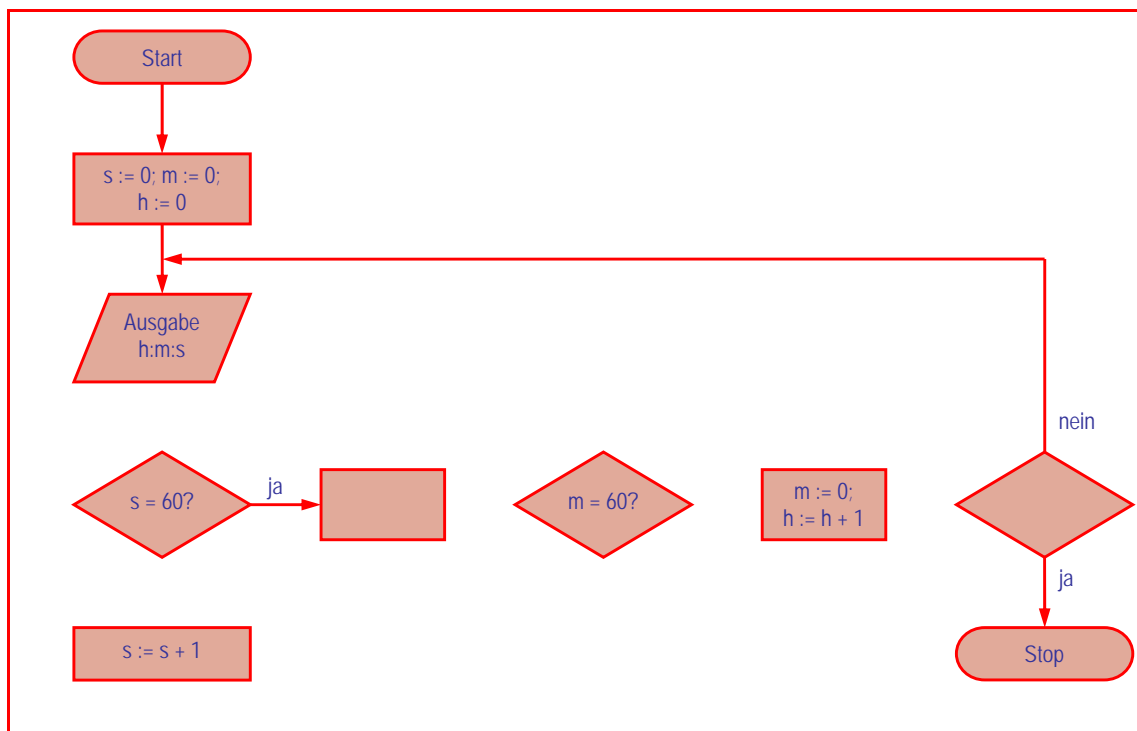 Start
s := 0; m := 0;
h := 0
Ausgabe
h:m:s
nein
s = 60?
ja
m = 60?
m := 0;
h := h + 1
ja
s := s + 1
Stop